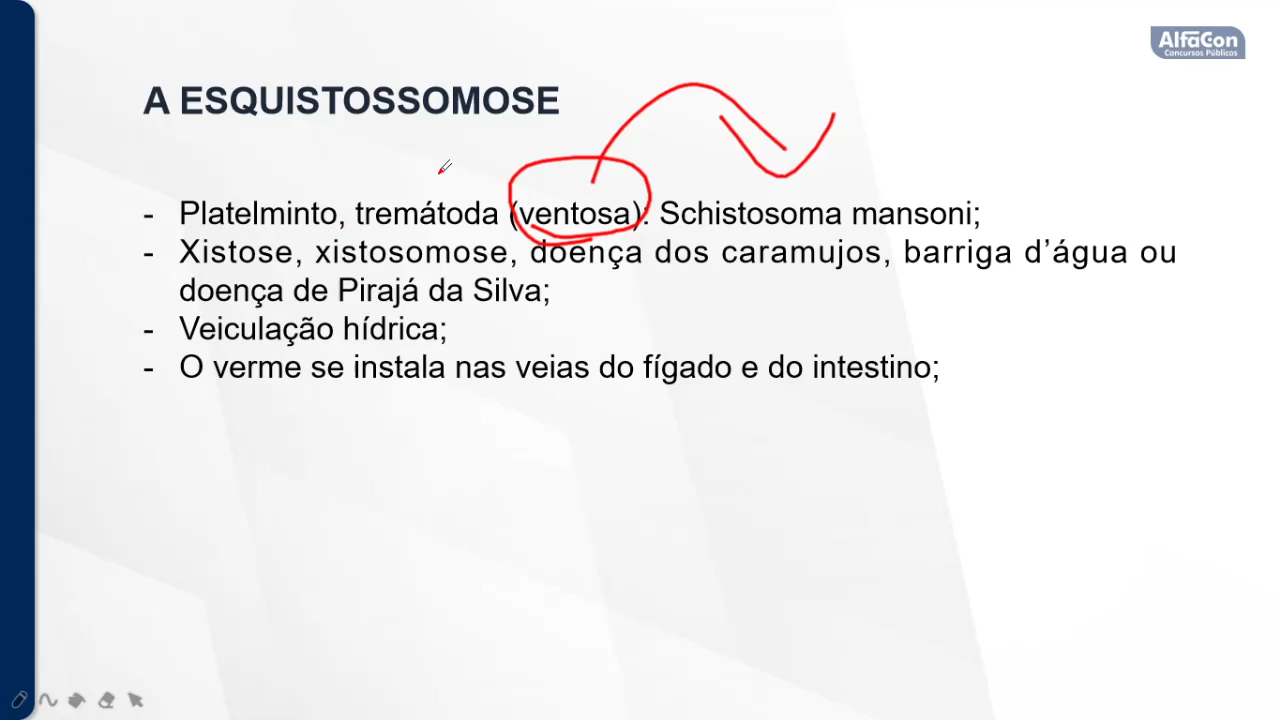 AlfaCon
Concursos Públicos
A ESQUISTOSSOMOSE
- Platelminto, trematóda (ventosa): Schistosoma mansoni;
- Xistose, xistosomose, doença dos caramujos, barriga d’água ou
doença de Pirajá da Silva;
- Veiculação hídrica;
- O verme se instala nas veias do fígado e do intestino;